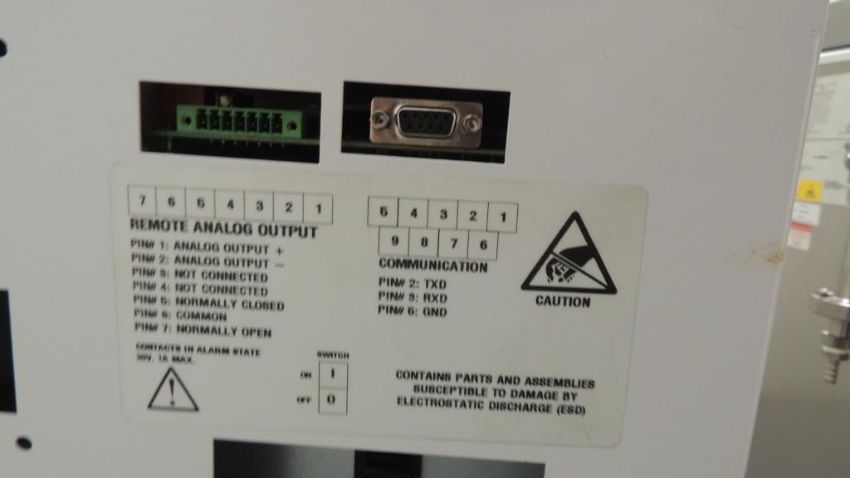 7 6 5 4 3 2 1
REMOTE ANALOG OUTPUT
PIN# 1: ANALOG OUTPUT +
PIN# 2: ANALOG OUTPUT −
PIN# 3: NOT CONNECTED
PIN# 4: NOT CONNECTED
PIN# 5: NORMALLY CLOSED
PIN# 6: COMMON
PIN# 7: NORMALLY OPEN
CONTACTS IN ALARM STATE
30V, 1A MAX.
SWITCH
ON I
OFF 0
5 4 3 2 1
9 8 7 6
COMMUNICATION
PIN# 2: TXD
PIN# 3: RXD
PIN# 5: GND
CAUTION
CONTAINS PARTS AND ASSEMBLIES
SUSCEPTIBLE TO DAMAGE BY
ELECTROSTATIC DISCHARGE (ESD)